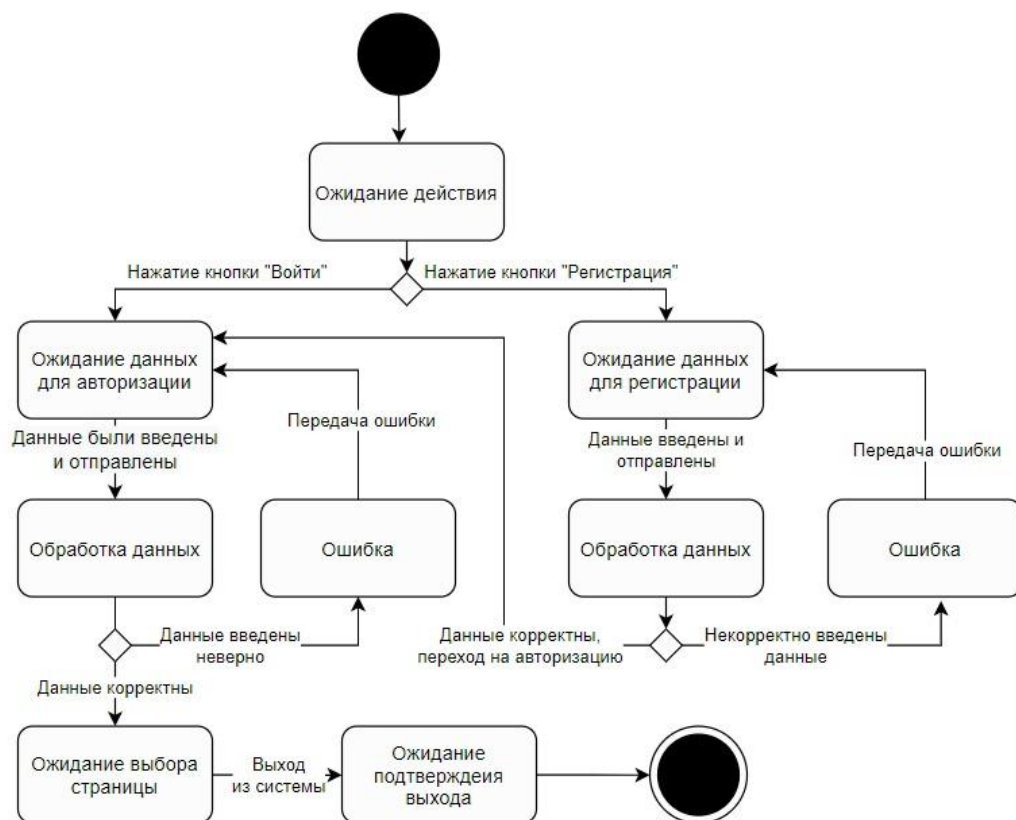 Ожидание действия
Нажатие кнопки "Войти"
Нажатие кнопки "Регистрация"
Ожидание данных
для авторизации
Ожидание данных
для регистрации
Передача ошибки
Данные были введены
и отправлены
Данные введены и
отправлены
Передача ошибки
Обработка данных
Ошибка
Обработка данных
Ошибка
Данные введены
неверно
Данные корректны,
переход на авторизацию
Некорректно введены
данные
Данные корректны
Ожидание выбора
страницы
Выход
из системы
Ожидание
подтверждеия
выхода